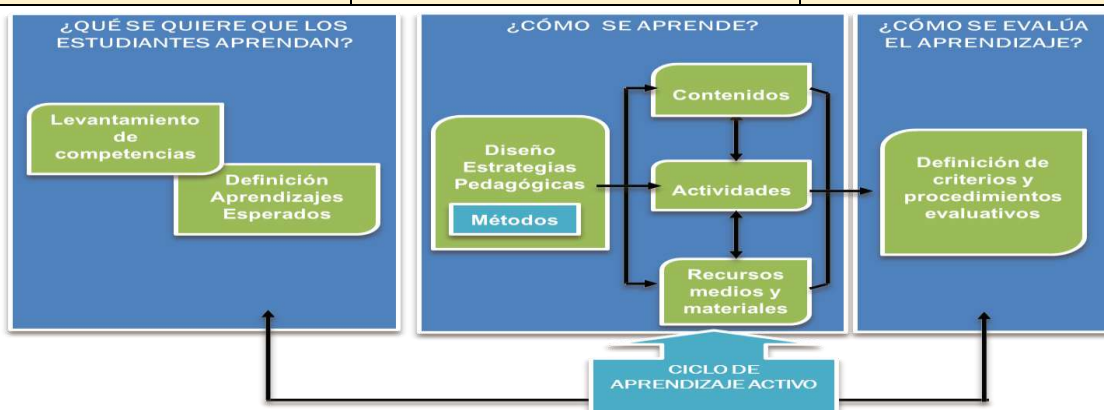 ¿QUÉ SE QUIERE QUE LOS
ESTUDIANTES APRENDAN?
Levantamiento
de
competencias
Definición
Aprendizajes
Esperados
¿CÓMO SE APRENDE?
Diseño
Estrategias
Pedagógicas
Métodos
Contenidos
Actividades
Recursos
medios y
materiales
¿CÓMO SE EVALÚA
EL APRENDIZAJE?
Definición de
criterios y
procedimientos
evaluativos
CICLO DE
APRENDIZAJE ACTIVO